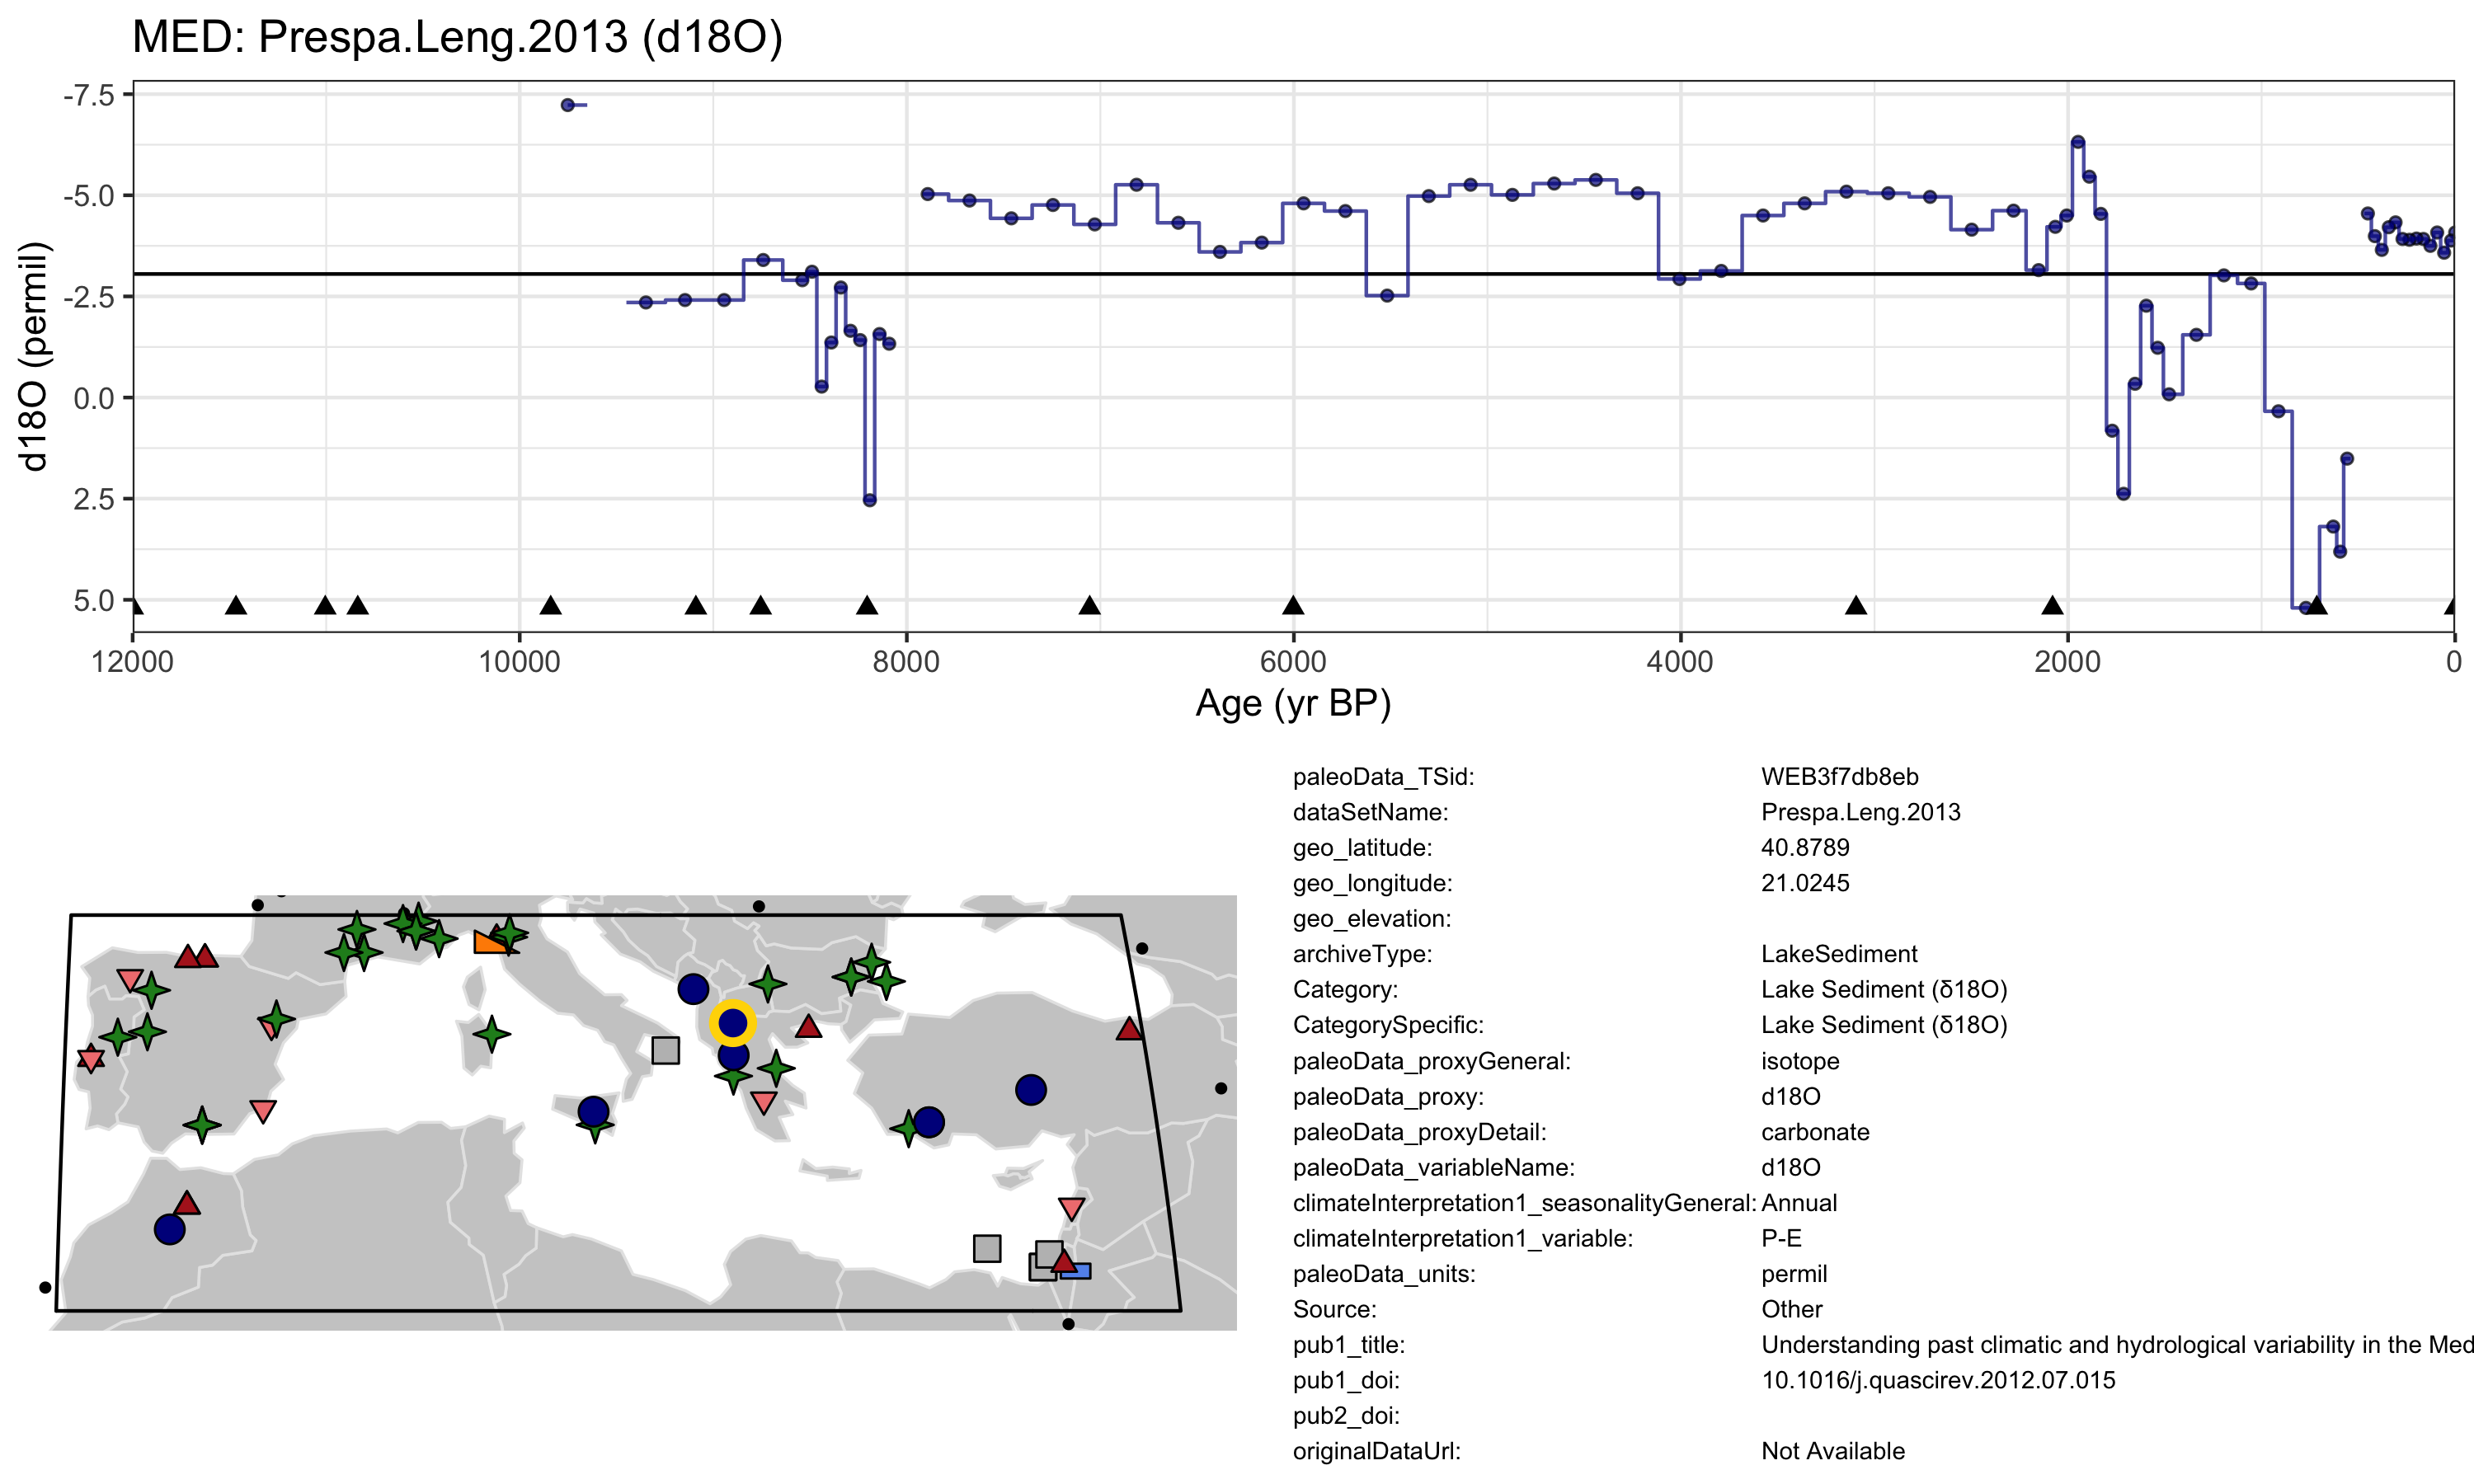 MED: Prespa.Leng.2013 (d18O)
d18O (permil)
-7.5
-5.0
-2.5
0.0
2.5
5.0
12000 10000 8000 6000 4000 2000 0
Age (yr BP)
paleoData_TSid: WEB3f7db8eb
dataSetName: Prespa.Leng.2013
geo_latitude: 40.8789
geo_longitude: 21.0245
geo_elevation:
archiveType: LakeSediment
Category: Lake Sediment (δ18O)
CategorySpecific: Lake Sediment (δ18O)
paleoData_proxyGeneral: isotope
paleoData_proxy: d18O
paleoData_proxyDetail: carbonate
paleoData_variableName: d18O
climateInterpretation1_seasonalityGeneral: Annual
climateInterpretation1_variable: P-E
paleoData_units: permil
Source: Other
pub1_title: Understanding past climatic and hydrological variability in the Med
pub1_doi: 10.1016/j.quascirev.2012.07.015
pub2_doi:
originalDataUrl: Not Available